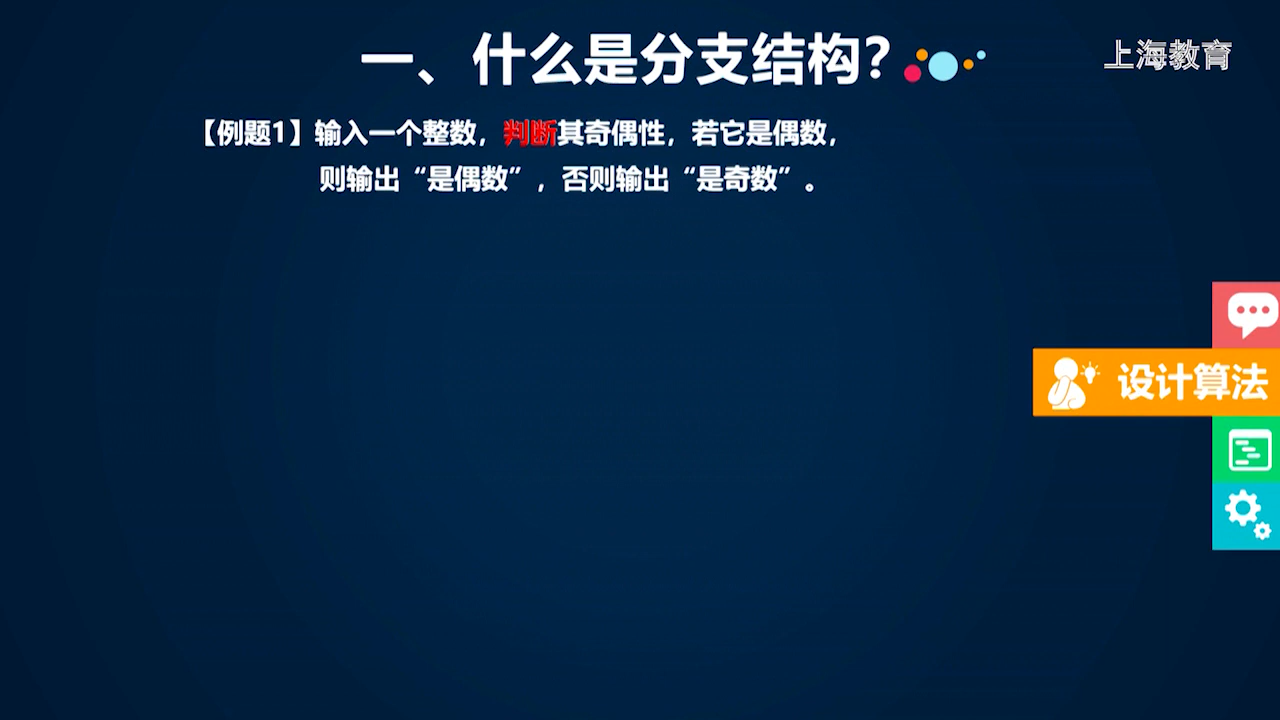 一、什么是分支结构？
上海教育
【例题1】输入一个整数，判断其奇偶性，若它是偶数，
则输出“是偶数”，否则输出“是奇数”。
设计算法